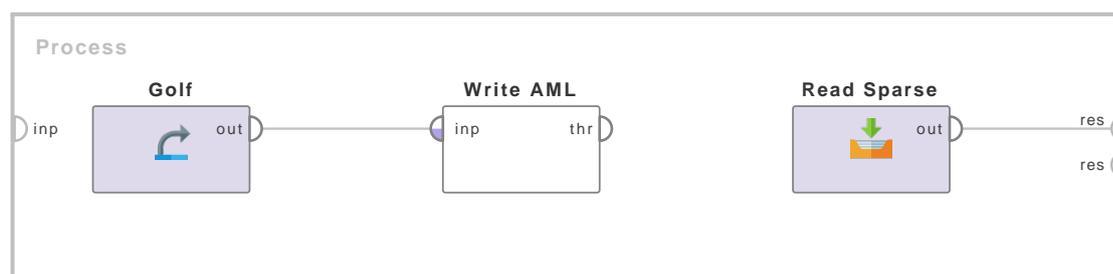 Process
Golf
Write AML
Read Sparse
inp
out
inp
thr
out
res
res